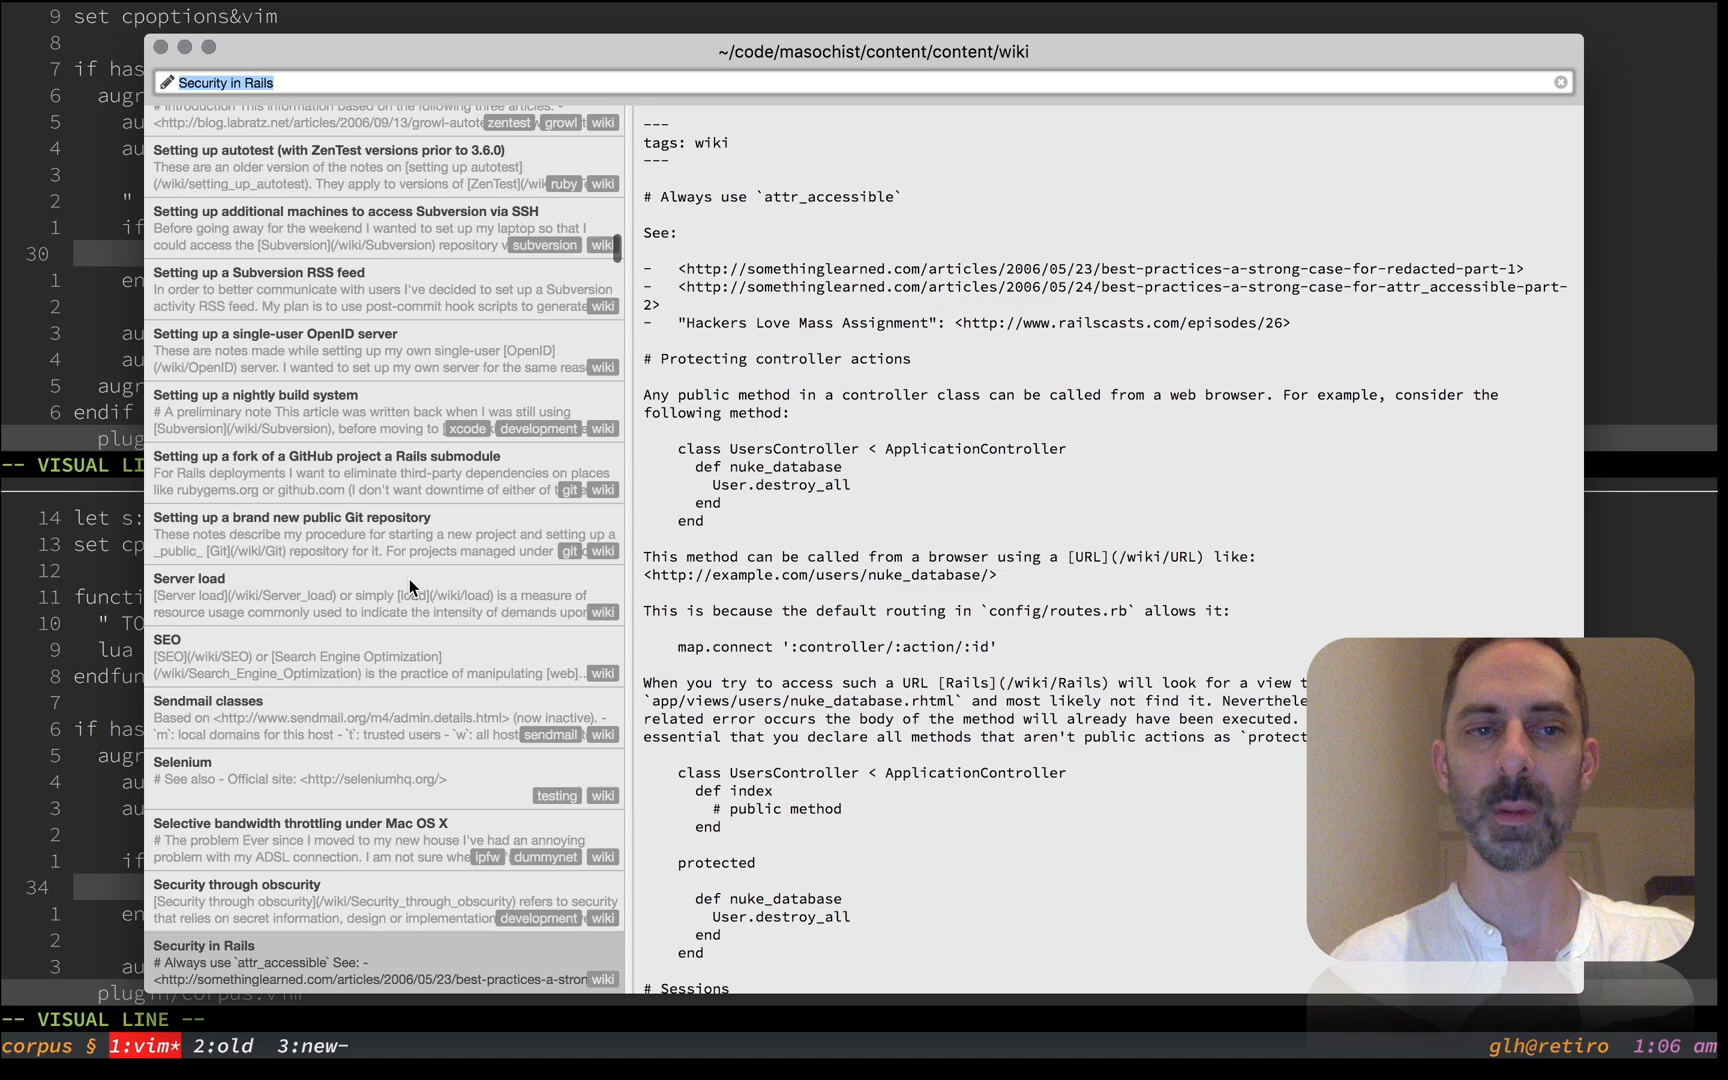 9 set cpoptions&vim
8
7 if has
6 augr
5 au
4 au
3
2 "
1 if
30
1 en
2
3 au
4 au
5 augr
6 endif
plug
-- VISUAL LI
14 let s:
13 set cp
12
11 functi
10 " TO
9 lua
8 endfun
7
6 if has
5 augr
4 au
3 au
2
1 if
34
1 en
2
3 au
plugin/corpus.vim
-- VISUAL LINE --
corpus § 1:vim* 2:old 3:new-
glh@retiro 1:06 am
~/code/masochist/content/content/wiki
Security in Rails
# Introduction This information based on the following three articles. -
<http://blog.labratz.net/articles/2006/09/13/growl-autote zentest growl wiki
Setting up autotest (with ZenTest versions prior to 3.6.0)
These are an older version of the notes on [setting up autotest]
(/wiki/setting_up_autotest). They apply to versions of [ZenTest](/wik ruby wiki
Setting up additional machines to access Subversion via SSH
Before going away for the weekend I wanted to set up my laptop so that I
could access the [Subversion](/wiki/Subversion) repository v subversion wiki
Setting up a Subversion RSS feed
In order to better communicate with users I've decided to set up a Subversion
activity RSS feed. My plan is to use post-commit hook scripts to generate wiki
Setting up a single-user OpenID server
These are notes made while setting up my own single-user [OpenID]
(/wiki/OpenID) server. I wanted to set up my own server for the same reas wiki
Setting up a nightly build system
# A preliminary note This article was written back when I was still using
[Subversion](/wiki/Subversion), before moving to xcode development wiki
Setting up a fork of a GitHub project a Rails submodule
For Rails deployments I want to eliminate third-party dependencies on places
like rubygems.org or github.com (I don't want downtime of either of t git wiki
Setting up a brand new public Git repository
These notes describe my procedure for starting a new project and setting up a
_public_ [Git](/wiki/Git) repository for it. For projects managed under git wiki
Server load
[Server load](/wiki/Server_load) or simply [load](/wiki/load) is a measure of
resource usage commonly used to indicate the intensity of demands upon wiki
SEO
[SEO](/wiki/SEO) or [Search Engine Optimization]
(/wiki/Search_Engine_Optimization) is the practice of manipulating [web]... wiki
Sendmail classes
Based on <http://www.sendmail.org/m4/admin.details.html> (now inactive). -
`m`: local domains for this host - `t`: trusted users - `w`: all host sendmail wiki
Selenium
# See also - Official site: <http://seleniumhq.org/>
testing wiki
Selective bandwidth throttling under Mac OS X
# The problem Ever since I moved to my new house I've had an annoying
problem with my ADSL connection. I am not sure whe ipfw dummynet wiki
Security through obscurity
[Security through obscurity](/wiki/Security_through_obscurity) refers to security
that relies on secret information, design or implementation development wiki
Security in Rails
# Always use `attr_accessible` See: -
<http://somethinglearned.com/articles/2006/05/23/best-practices-a-stron wiki
---
tags: wiki
---
# Always use `attr_accessible`
See:
- <http://somethinglearned.com/articles/2006/05/23/best-practices-a-strong-case-for-redacted-part-1>
- <http://somethinglearned.com/articles/2006/05/24/best-practices-a-strong-case-for-attr_accessible-part-
2>
- "Hackers Love Mass Assignment": <http://www.railscasts.com/episodes/26>
# Protecting controller actions
Any public method in a controller class can be called from a web browser. For example, consider the
following method:
class UsersController < ApplicationController
def nuke_database
User.destroy_all
end
end
This method can be called from a browser using a [URL](/wiki/URL) like:
<http://example.com/users/nuke_database/>
This is because the default routing in `config/routes.rb` allows it:
map.connect ':controller/:action/:id'
When you try to access such a URL [Rails](/wiki/Rails) will look for a view t
`app/views/users/nuke_database.rhtml` and most likely not find it. Neverthele
related error occurs the body of the method will already have been executed.
essential that you declare all methods that aren't public actions as `protect
class UsersController < ApplicationController
def index
# public method
end
protected
def nuke_database
User.destroy_all
end
end
# Sessions